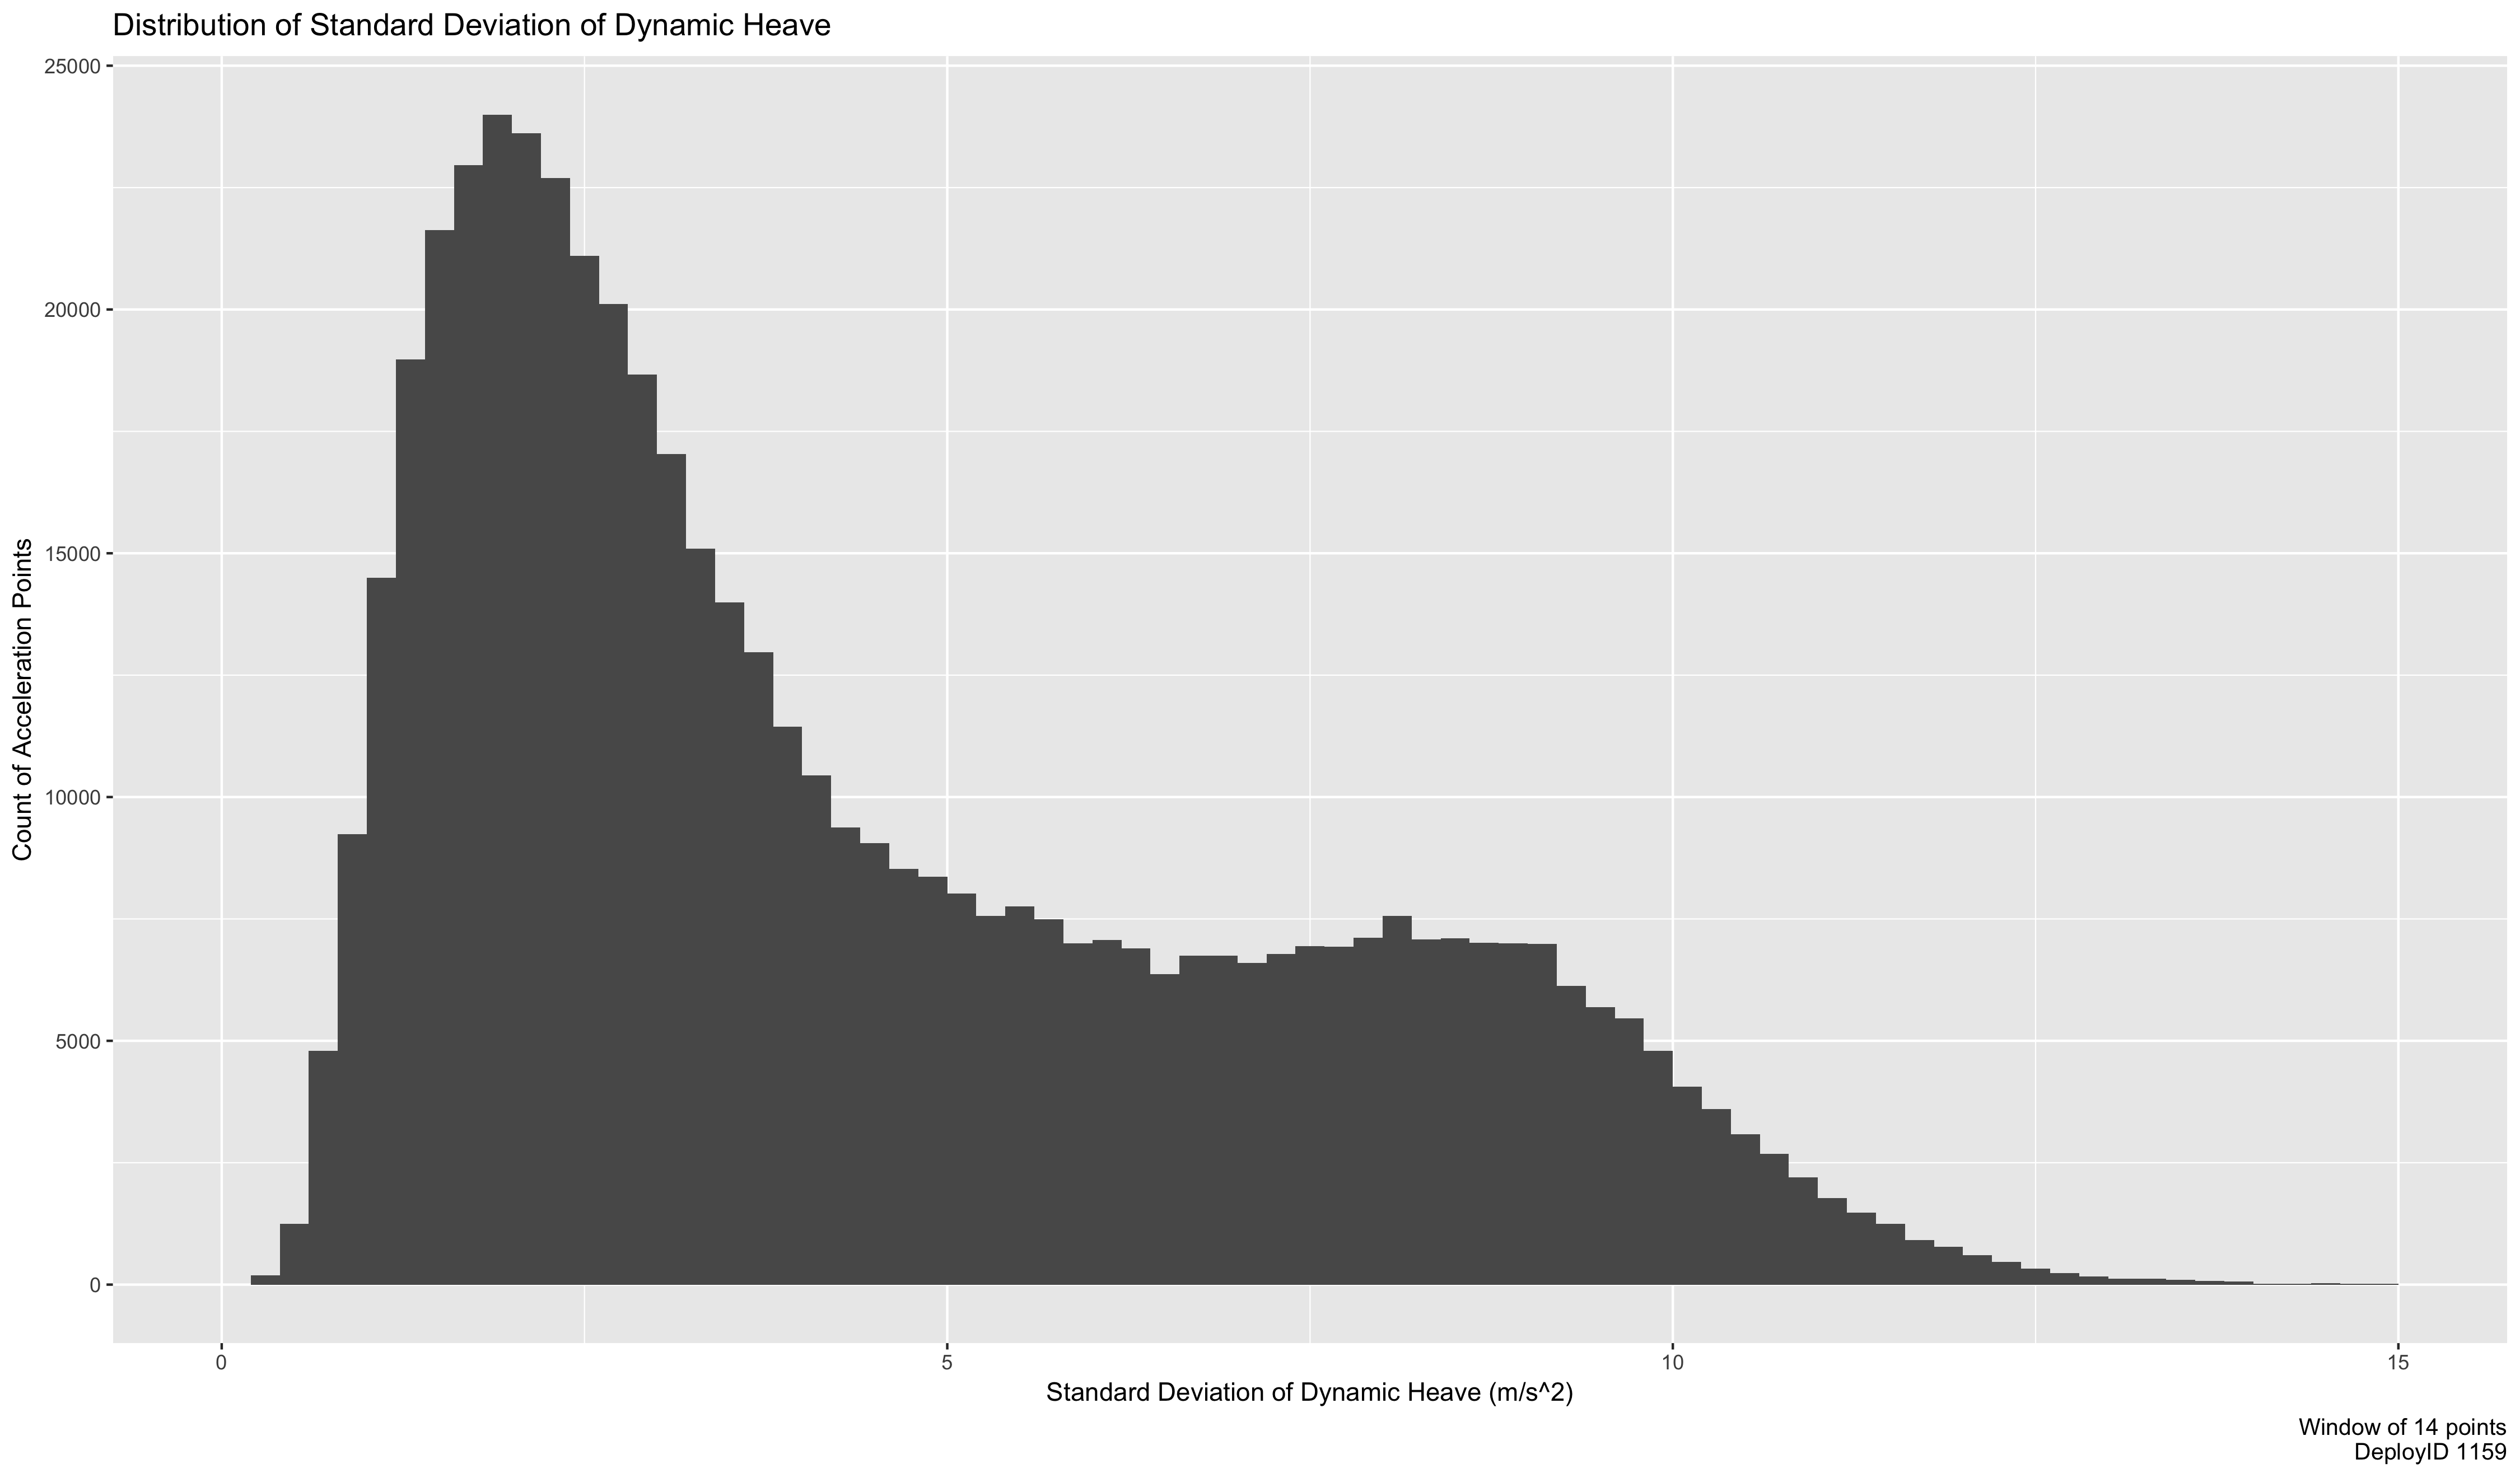 Distribution of Standard Deviation of Dynamic Heave
25000
20000
15000
10000
5000
0
Count of Acceleration Points
0
5
10
15
Standard Deviation of Dynamic Heave (m/s^2)
Window of 14 points
DeployID 1159